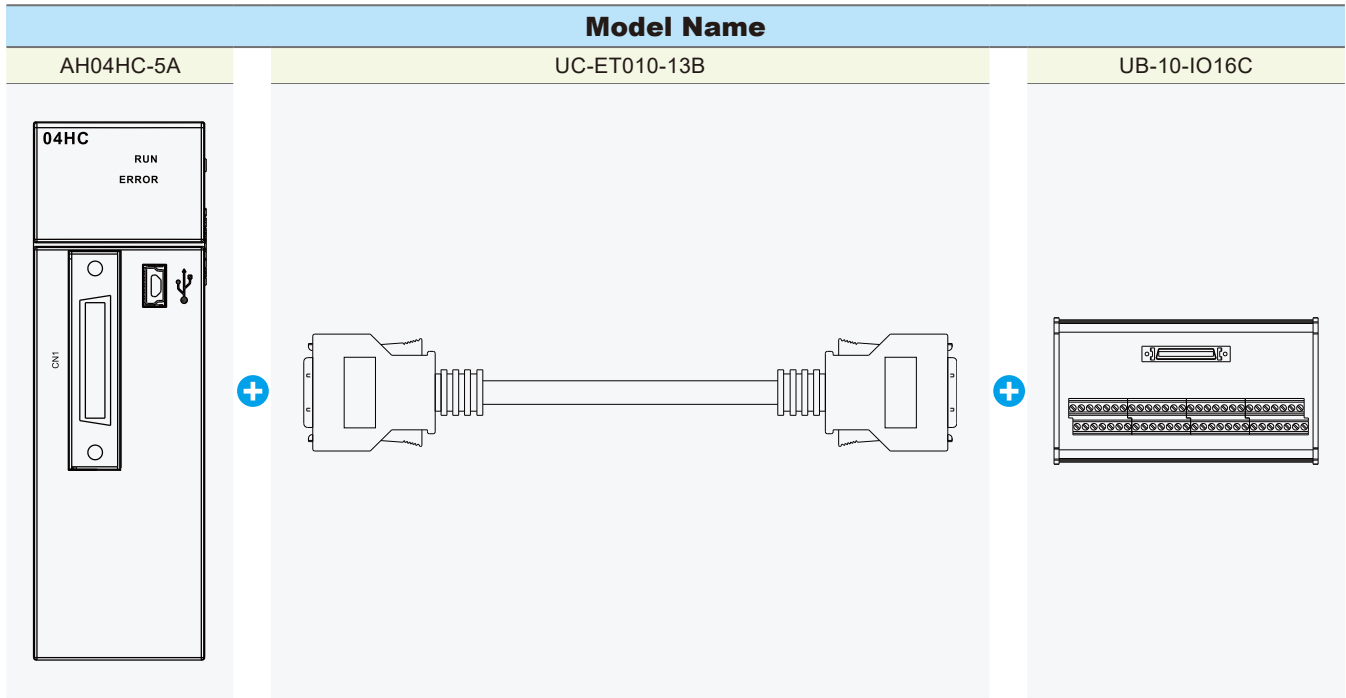 Model Name
AH04HC-5A
UC-ET010-13B
UB-10-IO16C
04HC
RUN
ERROR
CN1